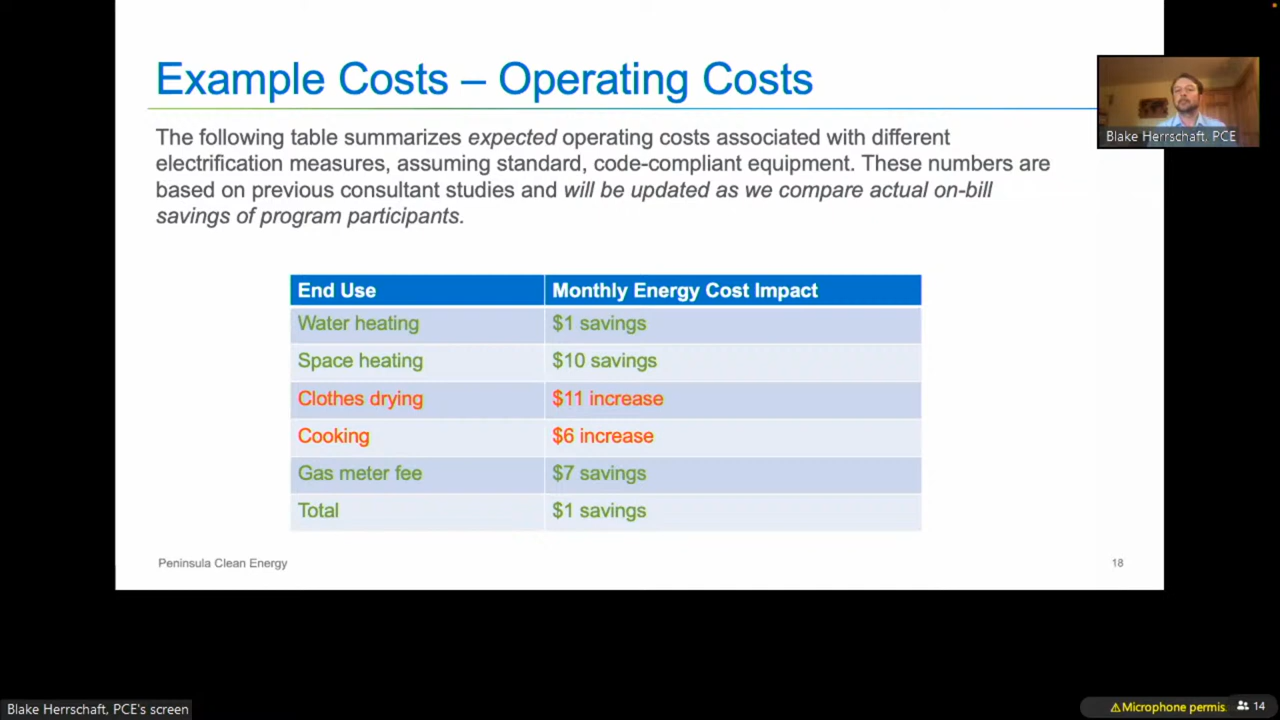 Example Costs – Operating Costs
Blake Herrschaft, PCE
The following table summarizes expected operating costs associated with different
electrification measures, assuming standard, code-compliant equipment. These numbers are
based on previous consultant studies and will be updated as we compare actual on-bill
savings of program participants.
End Use Monthly Energy Cost Impact
Water heating $1 savings
Space heating $10 savings
Clothes drying $11 increase
Cooking $6 increase
Gas meter fee $7 savings
Total $1 savings
Peninsula Clean Energy 18
Blake Herrschaft, PCE's screen
Microphone permis. 14